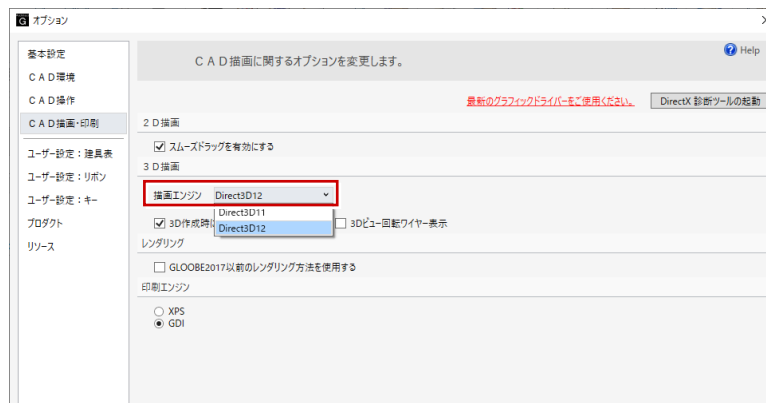 G オプション
基本設定
ＣＡＤ環境
ＣＡＤ操作
ＣＡＤ描画・印刷
ユーザー設定：建具表
ユーザー設定：リボン
ユーザー設定：キー
プロダクト
リソース
ＣＡＤ描画に関するオプションを変更します。
? Help
最新のグラフィックドライバーをご使用ください。
DirectX 診断ツールの起動
２Ｄ描画
スムーズドラッグを有効にする
３Ｄ描画
描画エンジン Direct3D12
Direct3D11
Direct3D12
3D作成時 3Dビュー回転ワイヤー表示
レンダリング
GLOOBE2017以前のレンダリング方法を使用する
印刷エンジン
XPS
GDI